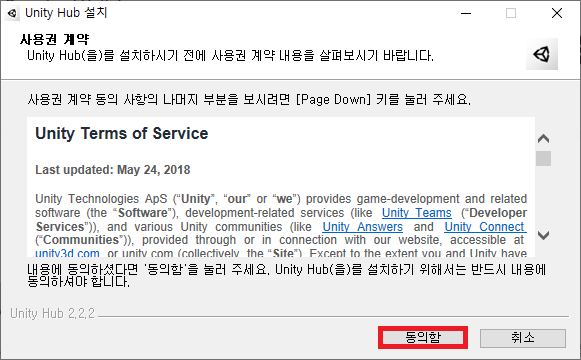 Unity Hub 설치
사용권 계약
Unity Hub(을)를 설치하시기 전에 사용권 계약 내용을 살펴보시기 바랍니다.
사용권 계약 동의 사항의 나머지 부분을 보시려면 [Page Down] 키를 눌러 주세요.
Unity Terms of Service
Last updated: May 24, 2018
Unity Technologies ApS (“Unity”, “our” or “we”) provides game-development and related
software (the “Software”), development-related services (like Unity Teams (“Developer
Services”)), and various Unity communities (like Unity Answers and Unity Connect
(“Communities”)), provided through or in connection with our website, accessible at
unity3d.com or unity.com (collectively, the “Site”). Except to the extent you and Unity have
내용에 동의하셨다면 '동의함'을 눌러 주세요. Unity Hub(을)를 설치하기 위해서는 반드시 내용에
동의하셔야 합니다.
Unity Hub 2.2.2
동의함
취소